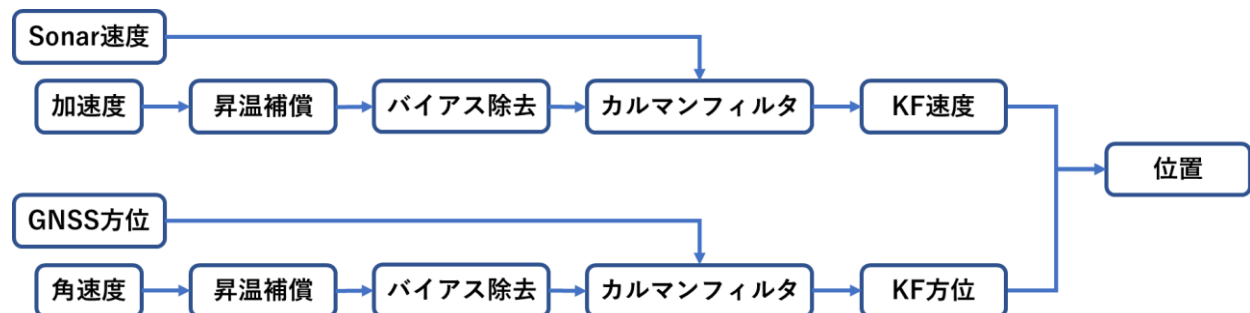 Sonar速度
加速度
昇温補償
バイアス除去
カルマンフィルタ
KF速度
位置
GNSS方位
角速度
昇温補償
バイアス除去
カルマンフィルタ
KF方位